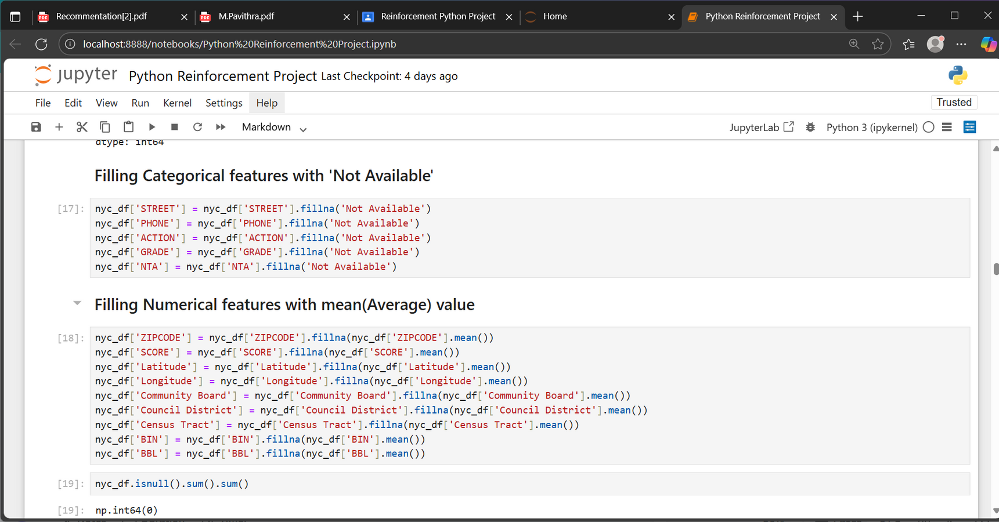 Recommentation[2].pdf
M.Pavithra.pdf
Reinforcement Python Project
Home
Python Reinforcement Project
localhost:8888/notebooks/Python%20Reinforcement%20Project.ipynb
jupyter Python Reinforcement Project Last Checkpoint: 4 days ago
File Edit View Run Kernel Settings Help Trusted
Markdown JupyterLab Python 3 (ipykernel)
dtype: int64
Filling Categorical features with 'Not Available'
[17]: nyc_df['STREET'] = nyc_df['STREET'].fillna('Not Available')
nyc_df['PHONE'] = nyc_df['PHONE'].fillna('Not Available')
nyc_df['ACTION'] = nyc_df['ACTION'].fillna('Not Available')
nyc_df['GRADE'] = nyc_df['GRADE'].fillna('Not Available')
nyc_df['NTA'] = nyc_df['NTA'].fillna('Not Available')
Filling Numerical features with mean(Average) value
[18]: nyc_df['ZIPCODE'] = nyc_df['ZIPCODE'].fillna(nyc_df['ZIPCODE'].mean())
nyc_df['SCORE'] = nyc_df['SCORE'].fillna(nyc_df['SCORE'].mean())
nyc_df['Latitude'] = nyc_df['Latitude'].fillna(nyc_df['Latitude'].mean())
nyc_df['Longitude'] = nyc_df['Longitude'].fillna(nyc_df['Longitude'].mean())
nyc_df['Community Board'] = nyc_df['Community Board'].fillna(nyc_df['Community Board'].mean())
nyc_df['Council District'] = nyc_df['Council District'].fillna(nyc_df['Council District'].mean())
nyc_df['Census Tract'] = nyc_df['Census Tract'].fillna(nyc_df['Census Tract'].mean())
nyc_df['BIN'] = nyc_df['BIN'].fillna(nyc_df['BIN'].mean())
nyc_df['BBL'] = nyc_df['BBL'].fillna(nyc_df['BBL'].mean())
[19]: nyc_df.isnull().sum().sum()
[19]: np.int64(0)